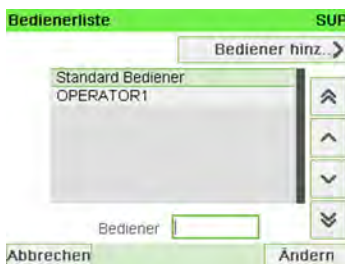 Bedienerliste SUP
Bediener hinz..
Standard Bediener
OPERATOR1
Bediener
Abbrechen Ändern